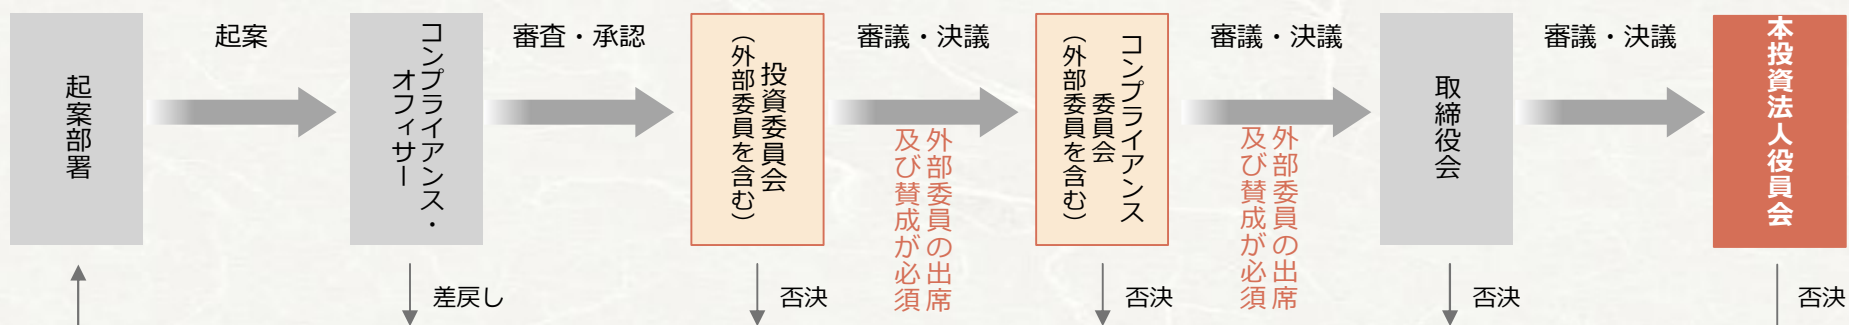 起案部署
起案
コンプライアンス・
オフィサー
審査・承認
投資委員会
（外部委員を含む）
審議・決議
外部委員の出席
及び賛成が必須
コンプライアンス
委員会
（外部委員を含む）
審議・決議
外部委員の出席
及び賛成が必須
取締役会
審議・決議
本投資法人役員会
差戻し
否決
否決
否決
否決